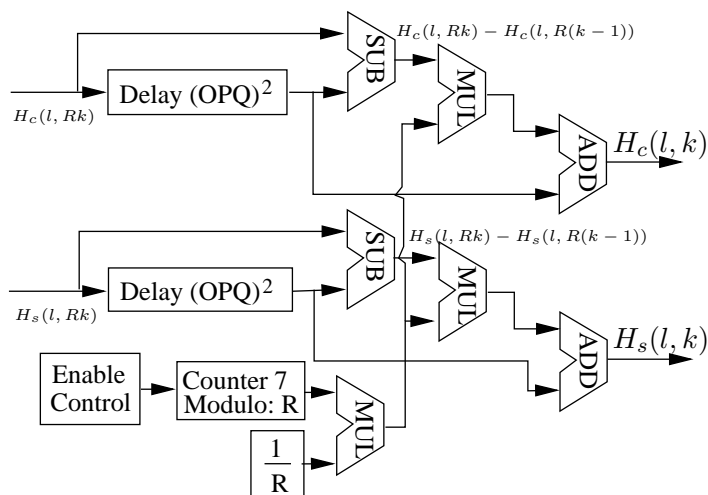 SUB
H_c(l, Rk) − H_c(l, R(k − 1))
MUL
Delay (OPQ)^2
H_c(l, Rk)
ADD
H_c(l, k)
SUB
H_s(l, Rk) − H_s(l, R(k − 1))
MUL
Delay (OPQ)^2
H_s(l, Rk)
ADD
H_s(l, k)
Enable
Control
Counter 7
Modulo: R
MUL
1
R